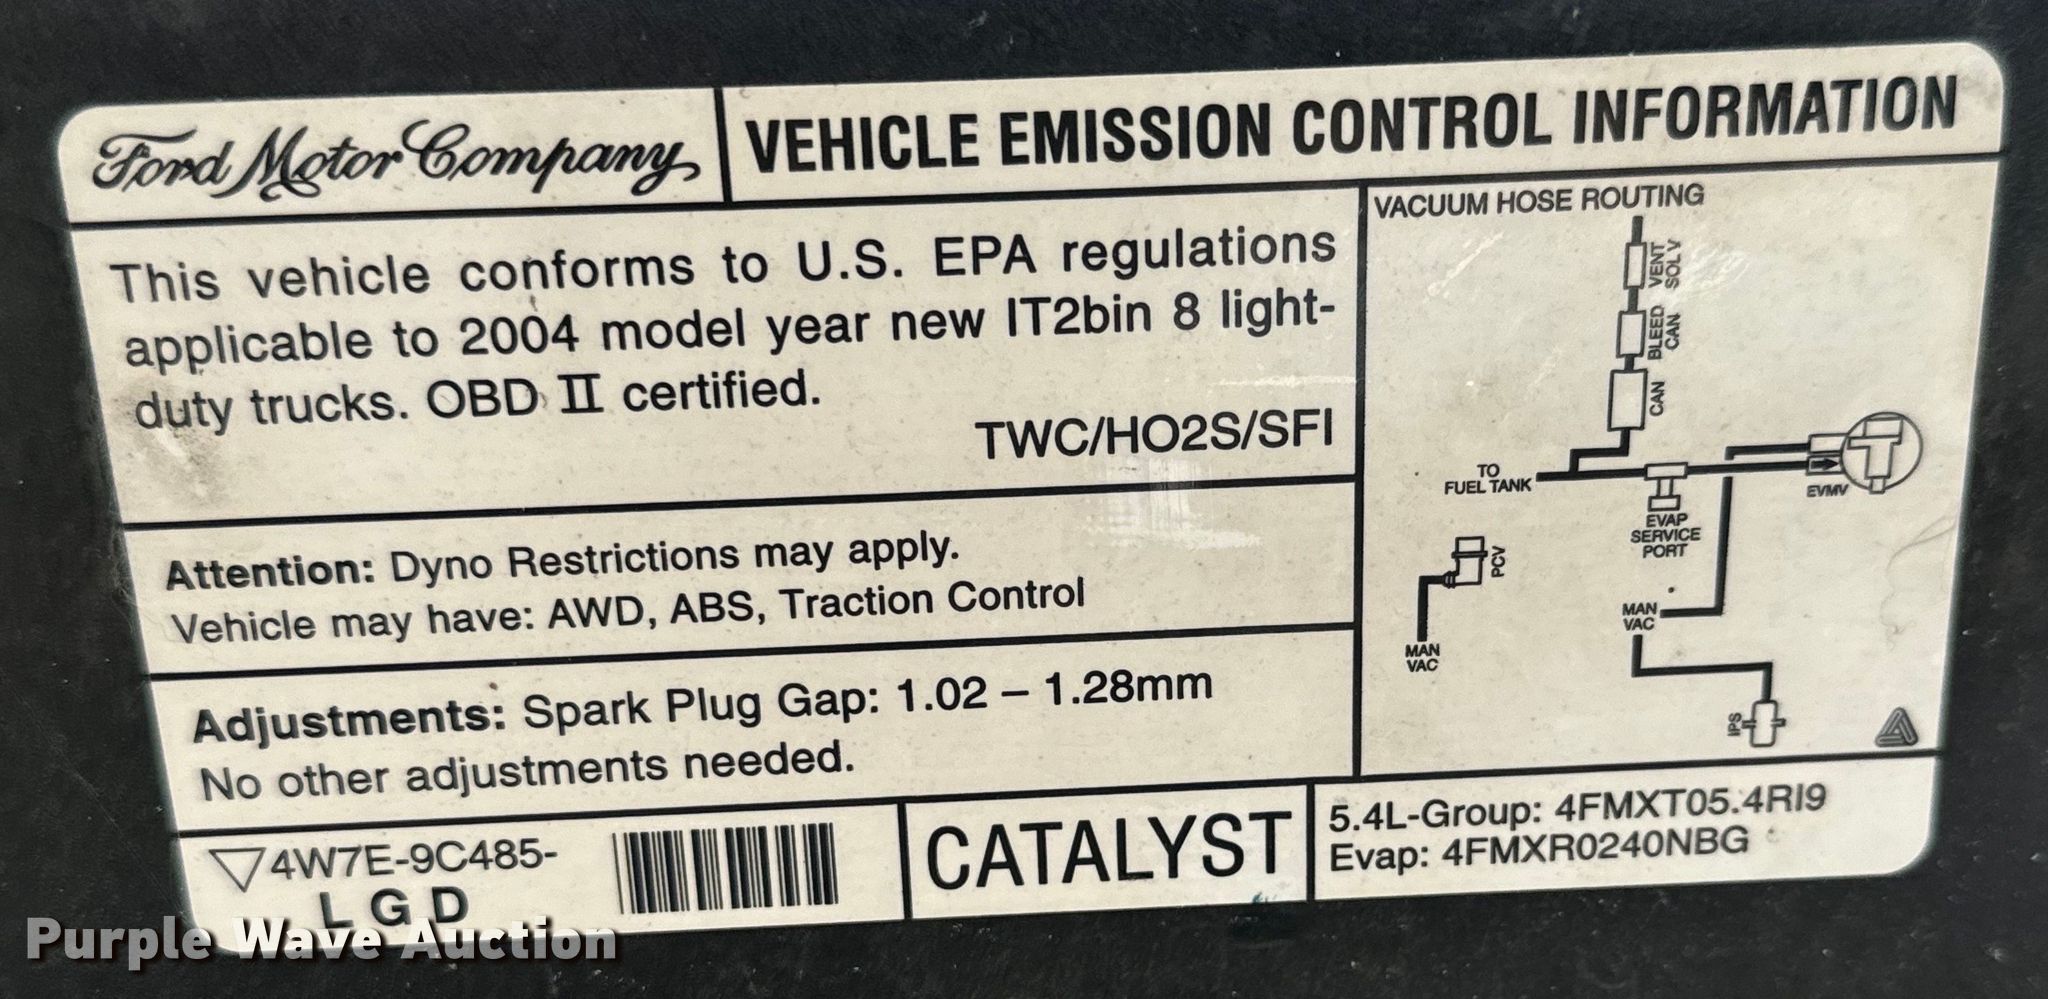 Ford Motor Company
VEHICLE EMISSION CONTROL INFORMATION
This vehicle conforms to U.S. EPA regulations
applicable to 2004 model year new IT2bin 8 light-
duty trucks. OBD II certified.
TWC/HO2S/SFI
Attention: Dyno Restrictions may apply.
Vehicle may have: AWD, ABS, Traction Control
Adjustments: Spark Plug Gap: 1.02 – 1.28mm
No other adjustments needed.
VACUUM HOSE ROUTING
VENT
SOLV
BLEED
CAN
CAN
TO
FUEL TANK
EVMV
EVAP
SERVICE
PORT
PCV
MAN
VAC
MAN
VAC
IPS
4W7E-9C485-
LGD
CATALYST
5.4L-Group: 4FMXT05.4RI9
Evap: 4FMXR0240NBG
Purple Wave Auction